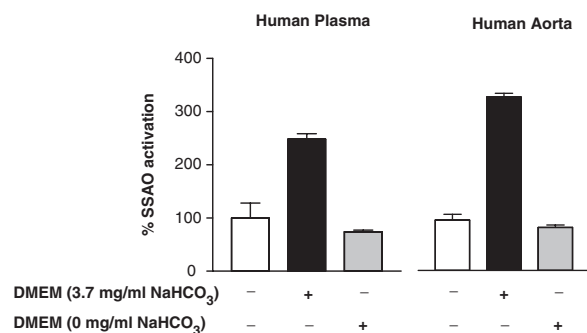 Human Plasma
Human Aorta
% SSAO activation
400
300
200
100
0
DMEM (3.7 mg/ml NaHCO₃) – + – – + –
DMEM (0 mg/ml NaHCO₃) – – + – – +